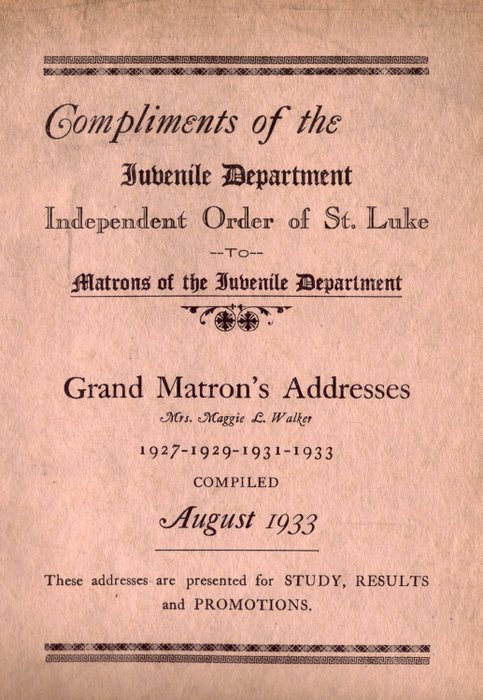 Compliments of the
Juvenile Department
Independent Order of St. Luke
--TO--
Matrons of the Juvenile Department
Grand Matron's Addresses
Mrs. Maggie L. Walker
1927-1929-1931-1933
COMPILED
August 1933
These addresses are presented for STUDY, RESULTS
and PROMOTIONS.